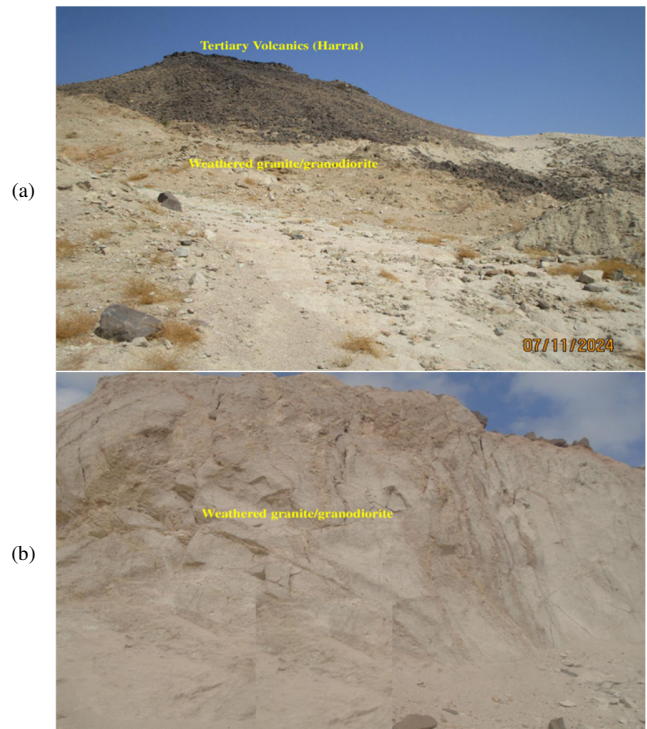 Tertiary Volcanics (Harrat)
(a)
Weathered granite/granodiorite
07/11/2024
Weathered granite/granodiorite
(b)